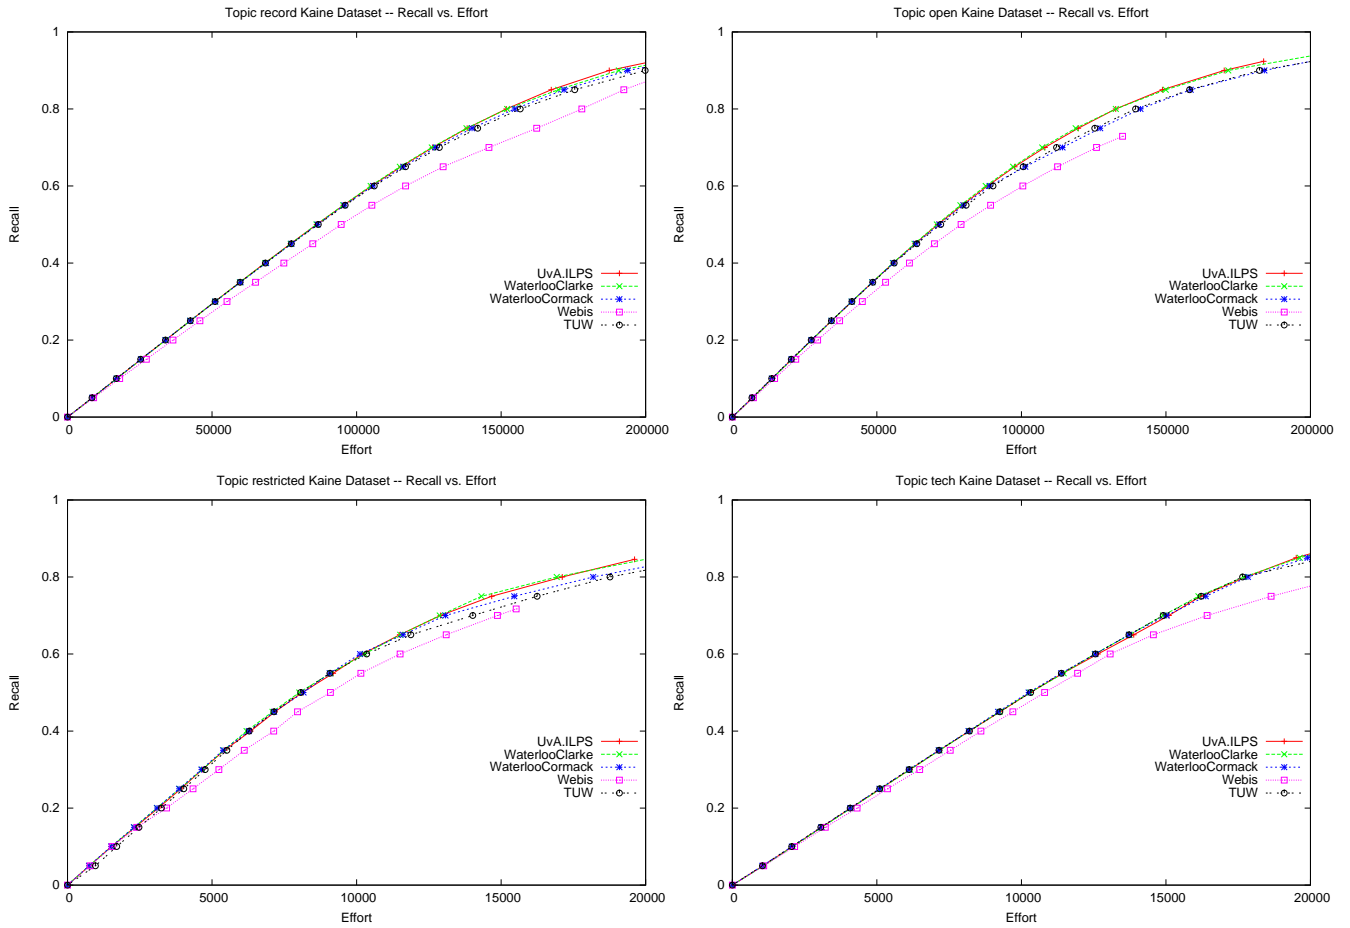 Topic record Kaine Dataset -- Recall vs. Effort
1
0.8
0.6
0.4
0.2
0
Recall
UvA.ILPS
WaterlooClarke
WaterlooCormack
Webis
TUW
0
50000
100000
150000
200000
Effort
Topic open Kaine Dataset -- Recall vs. Effort
1
0.8
0.6
0.4
0.2
0
Recall
UvA.ILPS
WaterlooClarke
WaterlooCormack
Webis
TUW
0
50000
100000
150000
200000
Effort
Topic restricted Kaine Dataset -- Recall vs. Effort
1
0.8
0.6
0.4
0.2
0
Recall
UvA.ILPS
WaterlooClarke
WaterlooCormack
Webis
TUW
0
5000
10000
15000
20000
Effort
Topic tech Kaine Dataset -- Recall vs. Effort
1
0.8
0.6
0.4
0.2
0
Recall
UvA.ILPS
WaterlooClarke
WaterlooCormack
Webis
TUW
0
5000
10000
15000
20000
Effort